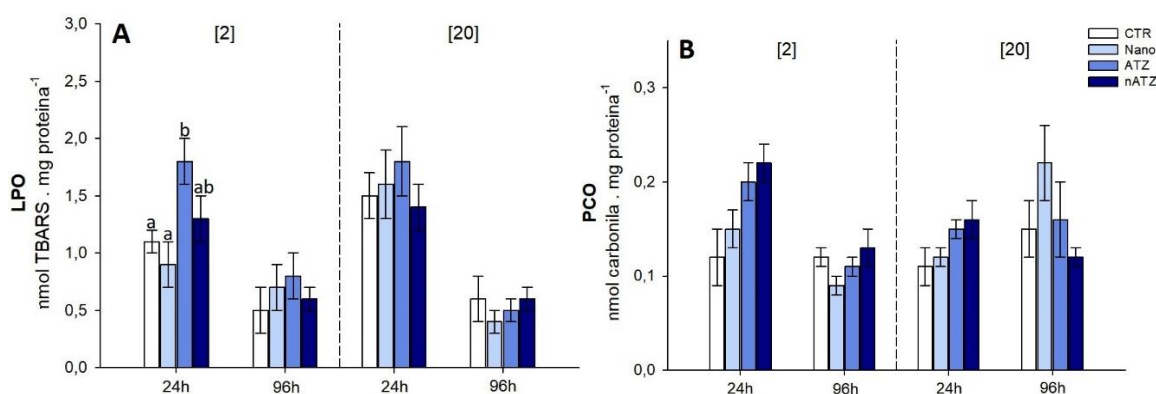 A
[2]
[20]
LPO
nmol TBARS . mg proteina⁻¹
3,0
2,5
2,0
1,5
1,0
0,5
0,0
a
a
b
ab
24h
96h
24h
96h
B
[2]
[20]
CTR
Nano
ATZ
nATZ
PCO
nmol carbonila . mg proteina⁻¹
0,3
0,2
0,1
0,0
24h
96h
24h
96h